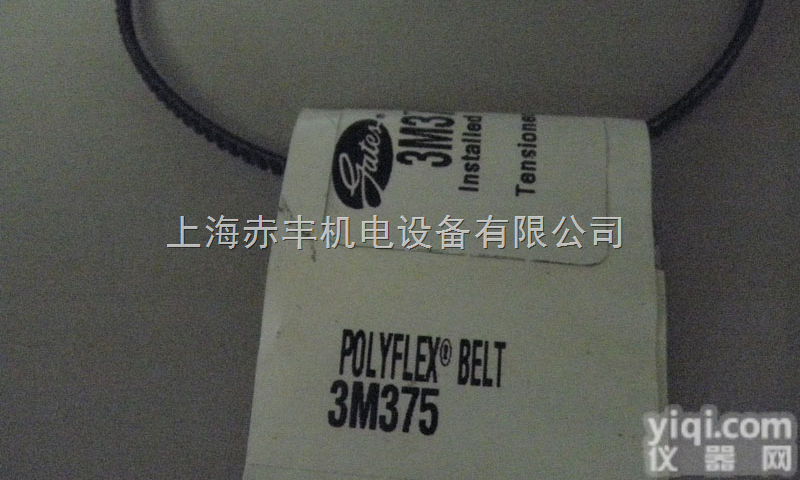 Gates®
3M37
Installed
Tensione
上海赤丰机电设备有限公司
POLYFLEX® BELT
3M375
yiqi.com
仪器网